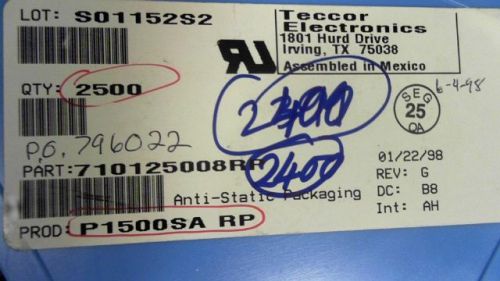 LOT: S01152S2
Teccor
Electronics
1801 Hurd Drive
Irving, TX 75038
Assembled in Mexico
QTY: 2500
6-4-98
SEG
25
QA
P.O. 796022
2400
PART: 710125008RP
01/22/98
REV: G
Anti-Static Packaging
DC: B8
Int: AH
PROD: P1500SA RP